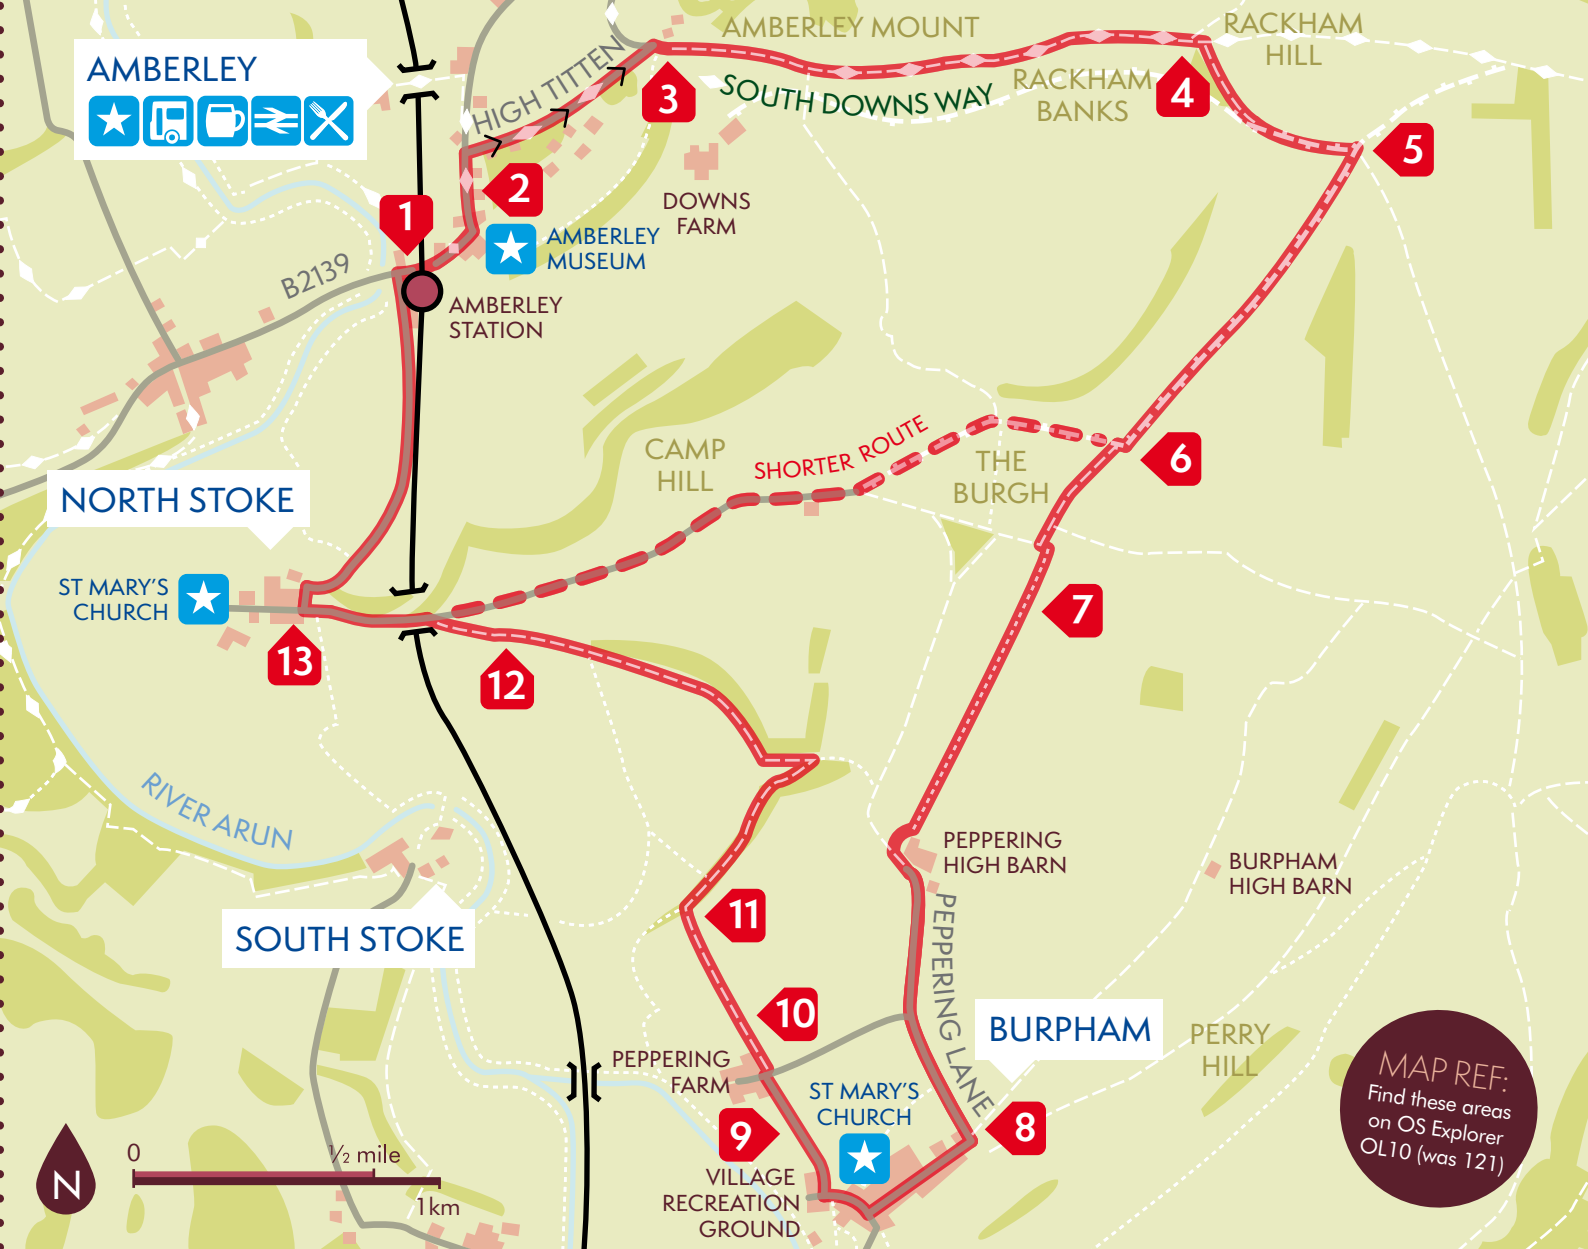 AMBERLEY
AMBERLEY MOUNT
RACKHAM
HILL
HIGH TITTEN
SOUTH DOWNS WAY
RACKHAM
BANKS
3
4
5
2
1
DOWNS
FARM
AMBERLEY
MUSEUM
B2139
AMBERLEY
STATION
CAMP
HILL
SHORTER ROUTE
THE
BURGH
6
NORTH STOKE
ST MARY'S
CHURCH
7
13
12
RIVER ARUN
PEPPERING
HIGH BARN
BURPHAM
HIGH BARN
11
SOUTH STOKE
PEPPERING LANE
10
BURPHAM
PERRY
HILL
PEPPERING
FARM
ST MARY'S
CHURCH
8
9
VILLAGE
RECREATION
GROUND
N
0
½ mile
1km
MAP REF:
Find these areas
on OS Explorer
OL10 (was 121)